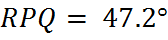 RPQ = 47.2°